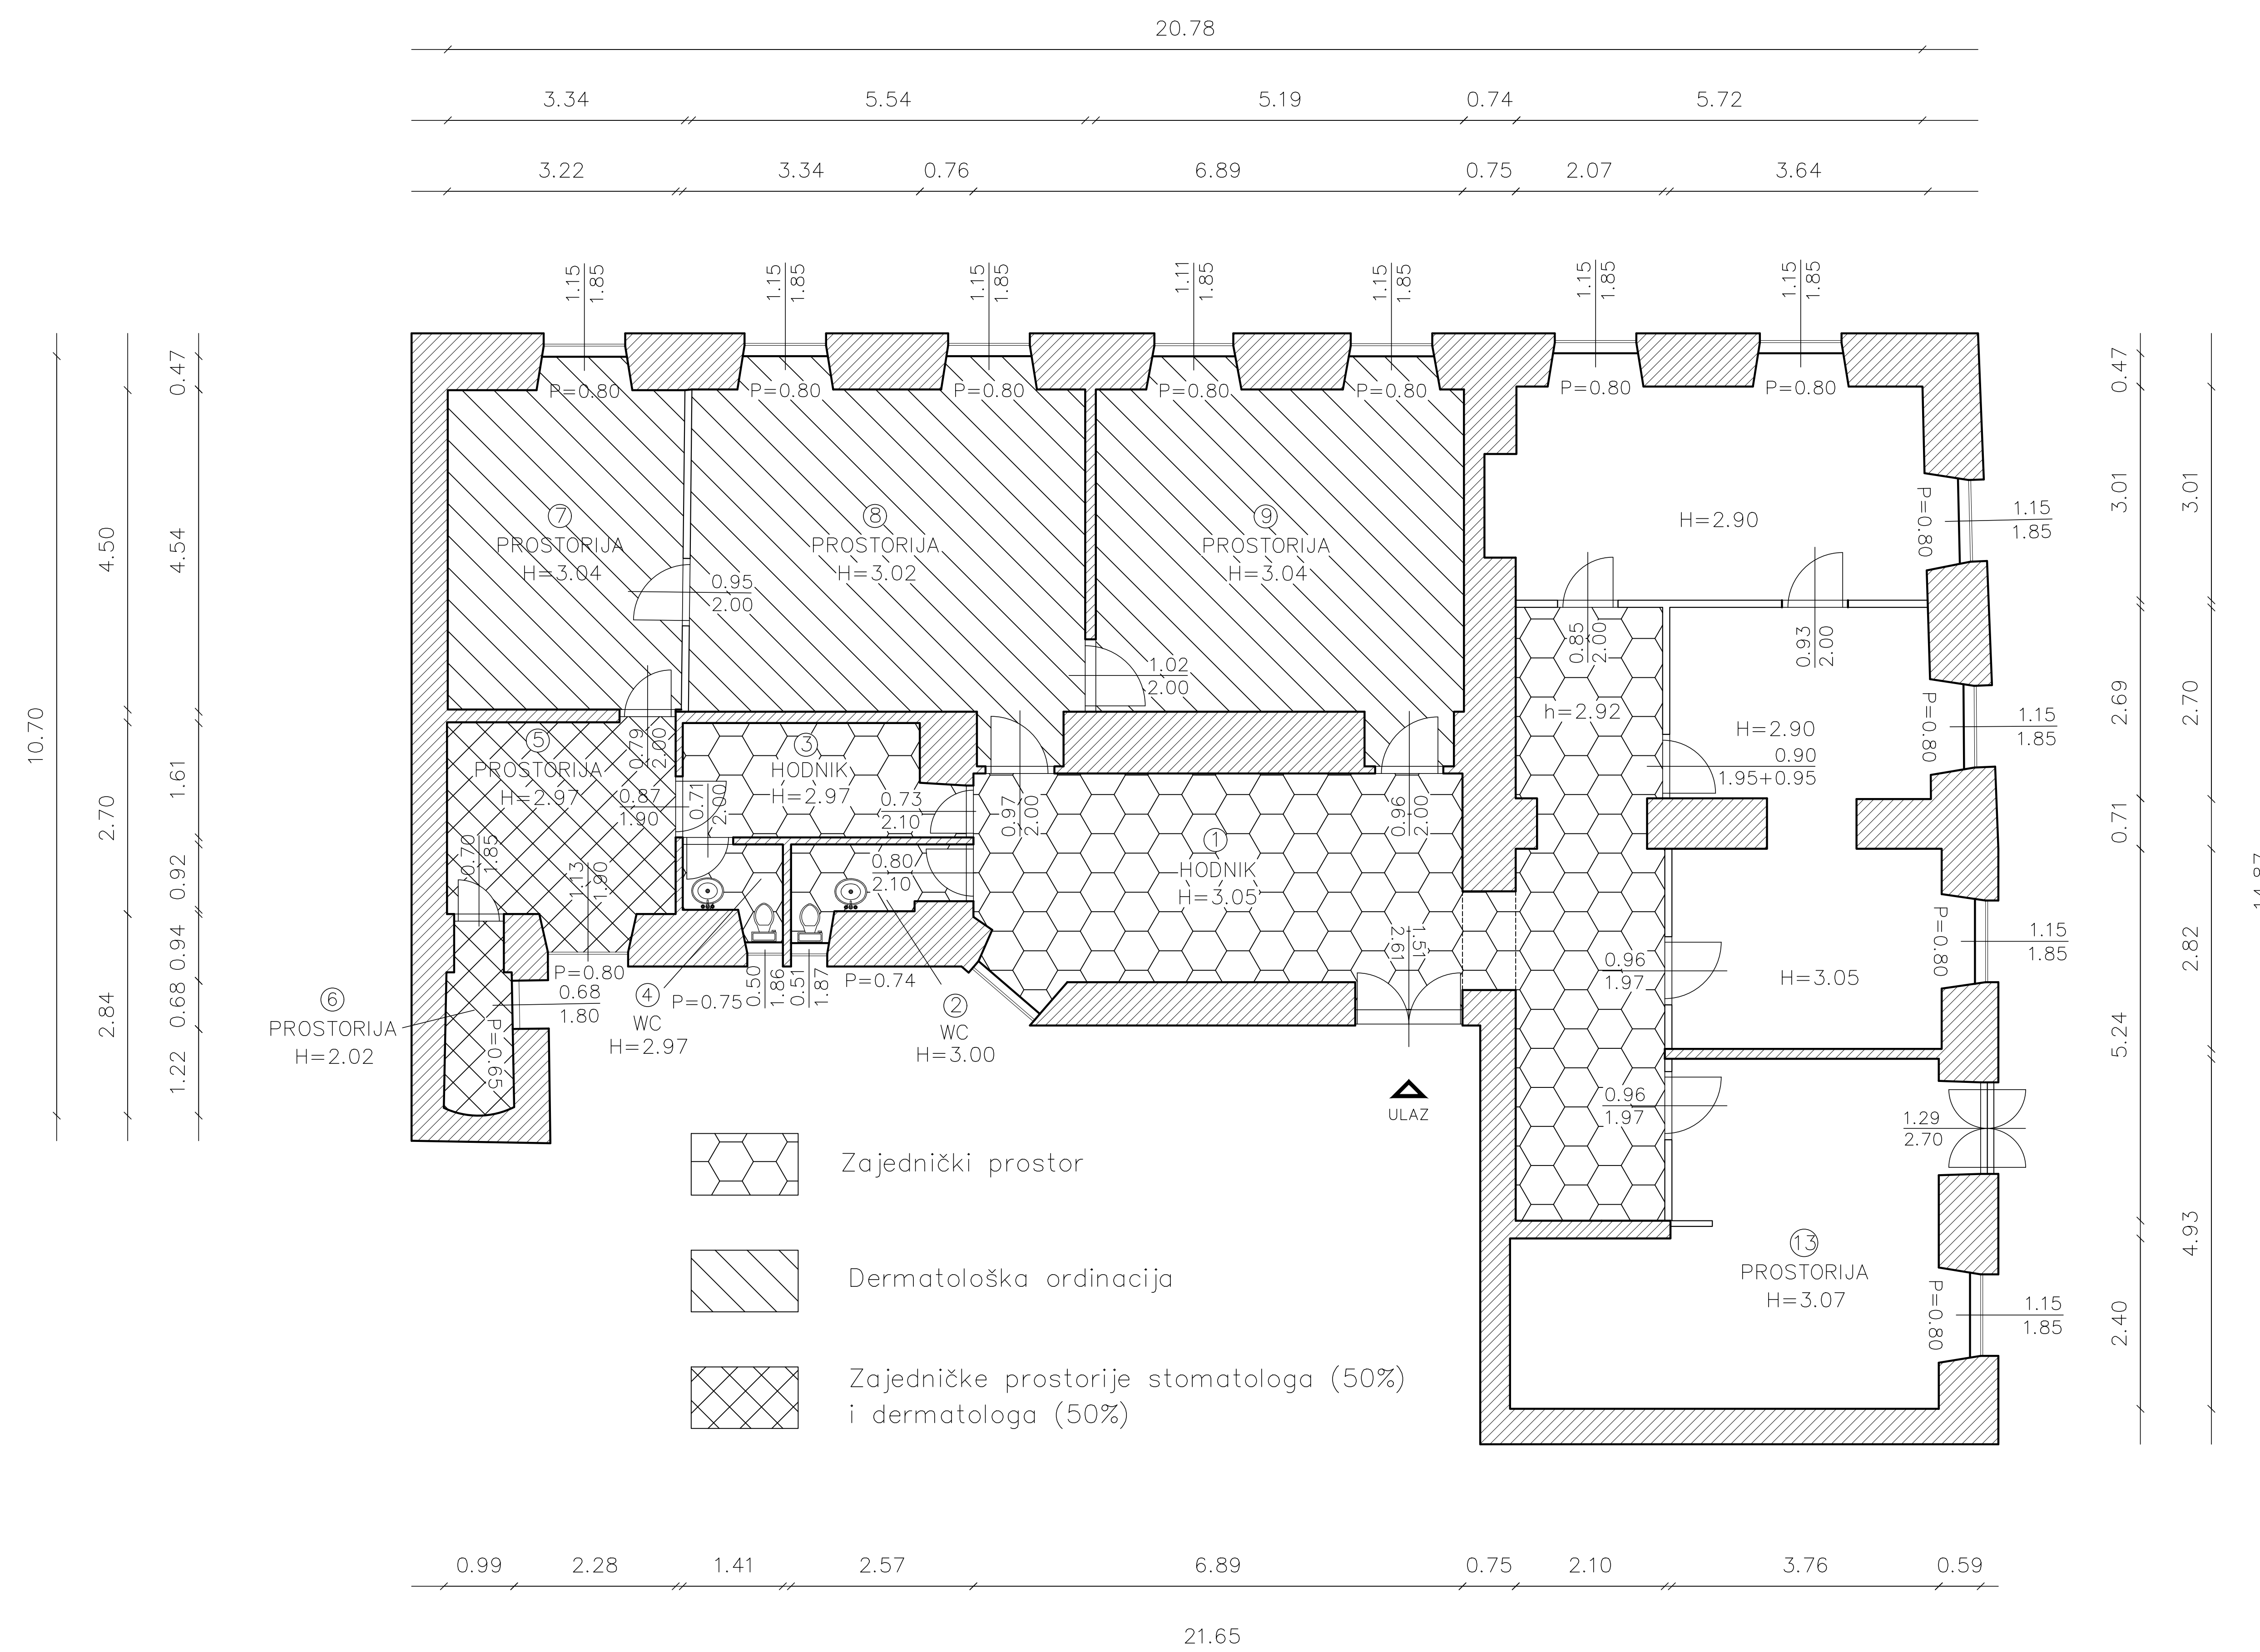 20.78
3.34 5.54 5.19 0.74 5.72
3.22 3.34 0.76 6.89 0.75 2.07 3.64
1.15 1.85
1.15 1.85
1.15 1.85
1.11 1.85
1.15 1.85
1.15 1.85
1.15 1.85
P=0.80
P=0.80
P=0.80
P=0.80
P=0.80
P=0.80
P=0.80
10.70
4.50 2.70 2.84
0.47 4.54 1.61 0.92 0.94 0.68 1.22
7
PROSTORIJA
H=3.04
8
PROSTORIJA
H=3.02
9
PROSTORIJA
H=3.04
H=2.90
0.95
2.00
1.02
2.00
0.85
2.00
0.93
2.00
P=0.80
1.15
1.85
5
PROSTORIJA
H=2.97
0.79
2.00
0.87
1.90
0.71
2.00
3
HODNIK
H=2.97
0.73
2.10
0.80
2.10
0.97
2.00
0.96
2.00
1
HODNIK
H=3.05
1.51
2.61
h=2.92
H=2.90
0.90
1.95+0.95
P=0.80
1.15
1.85
0.70
1.85
1.13
1.90
P=0.80
0.68
1.80
P=0.65
6
PROSTORIJA
H=2.02
4
WC
H=2.97
P=0.75
0.50
1.86
0.51
1.87
P=0.74
2
WC
H=3.00
ULAZ
0.96
1.97
H=3.05
P=0.80
1.15
1.85
0.96
1.97
1.29
2.70
13
PROSTORIJA
H=3.07
P=0.80
1.15
1.85
0.47 3.01 2.69 0.71 5.24 2.40
3.01 2.70 2.82 4.93
Zajednički prostor
Dermatološka ordinacija
Zajedničke prostorije stomatologa (50%)
i dermatologa (50%)
0.99 2.28 1.41 2.57 6.89 0.75 2.10 3.76 0.59
21.65